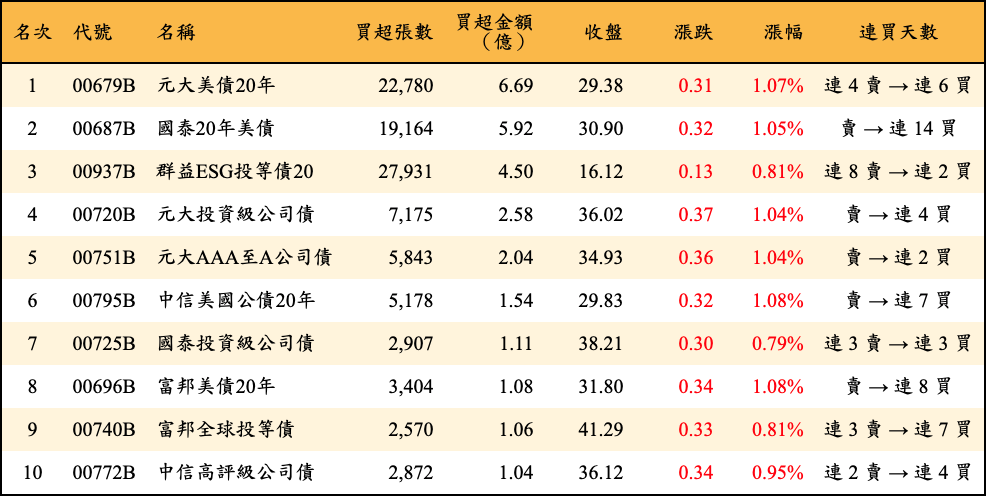 名次 代號 名稱 買超張數 買超金額(億) 收盤 漲跌 漲幅 連買天數
1 00679B 元大美債20年 22,780 6.69 29.38 0.31 1.07% 連 4 賣 → 連 6 買
2 00687B 國泰20年美債 19,164 5.92 30.90 0.32 1.05% 賣 → 連 14 買
3 00937B 群益ESG投等債20 27,931 4.50 16.12 0.13 0.81% 連 8 賣 → 連 2 買
4 00720B 元大投資級公司債 7,175 2.58 36.02 0.37 1.04% 賣 → 連 4 買
5 00751B 元大AAA至A公司債 5,843 2.04 34.93 0.36 1.04% 賣 → 連 2 買
6 00795B 中信美國公債20年 5,178 1.54 29.83 0.32 1.08% 賣 → 連 7 買
7 00725B 國泰投資級公司債 2,907 1.11 38.21 0.30 0.79% 連 3 賣 → 連 3 買
8 00696B 富邦美債20年 3,404 1.08 31.80 0.34 1.08% 賣 → 連 8 買
9 00740B 富邦全球投等債 2,570 1.06 41.29 0.33 0.81% 連 3 賣 → 連 7 買
10 00772B 中信高評級公司債 2,872 1.04 36.12 0.34 0.95% 連 2 賣 → 連 4 買